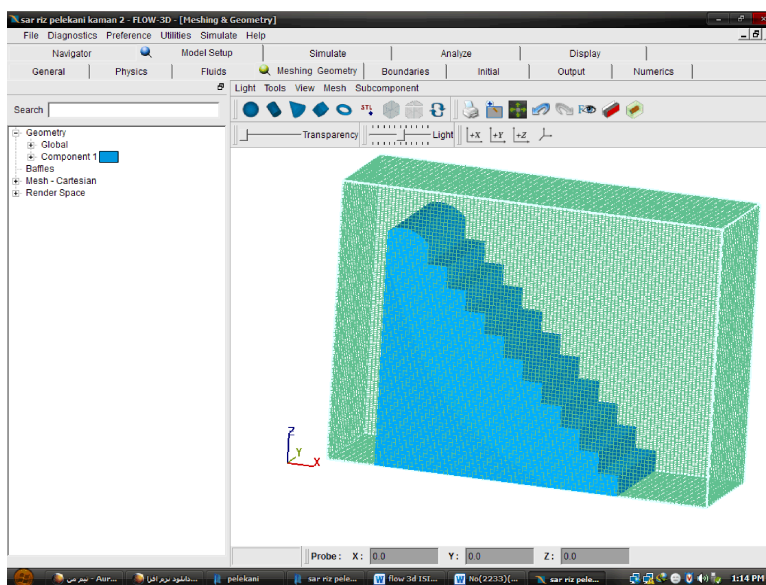 sar riz pelekani kaman 2 - FLOW-3D - [Meshing & Geometry]
File Diagnostics Preference Utilities Simulate Help
Navigator Model Setup Simulate Analyze Display
General Physics Fluids Meshing Geometry Boundaries Initial Output Numerics
Light Tools View Mesh Subcomponent
Search
STL
Transparency Light +X +Y +Z
Geometry
Global
Component 1
Baffles
Mesh - Cartesian
Render Space
Z
Y
X
Probe: X: 0.0 Y: 0.0 Z: 0.0
pelekani sar riz pele... flow 3d ISI... No(2233)(... sar riz pele... 1:14 PM